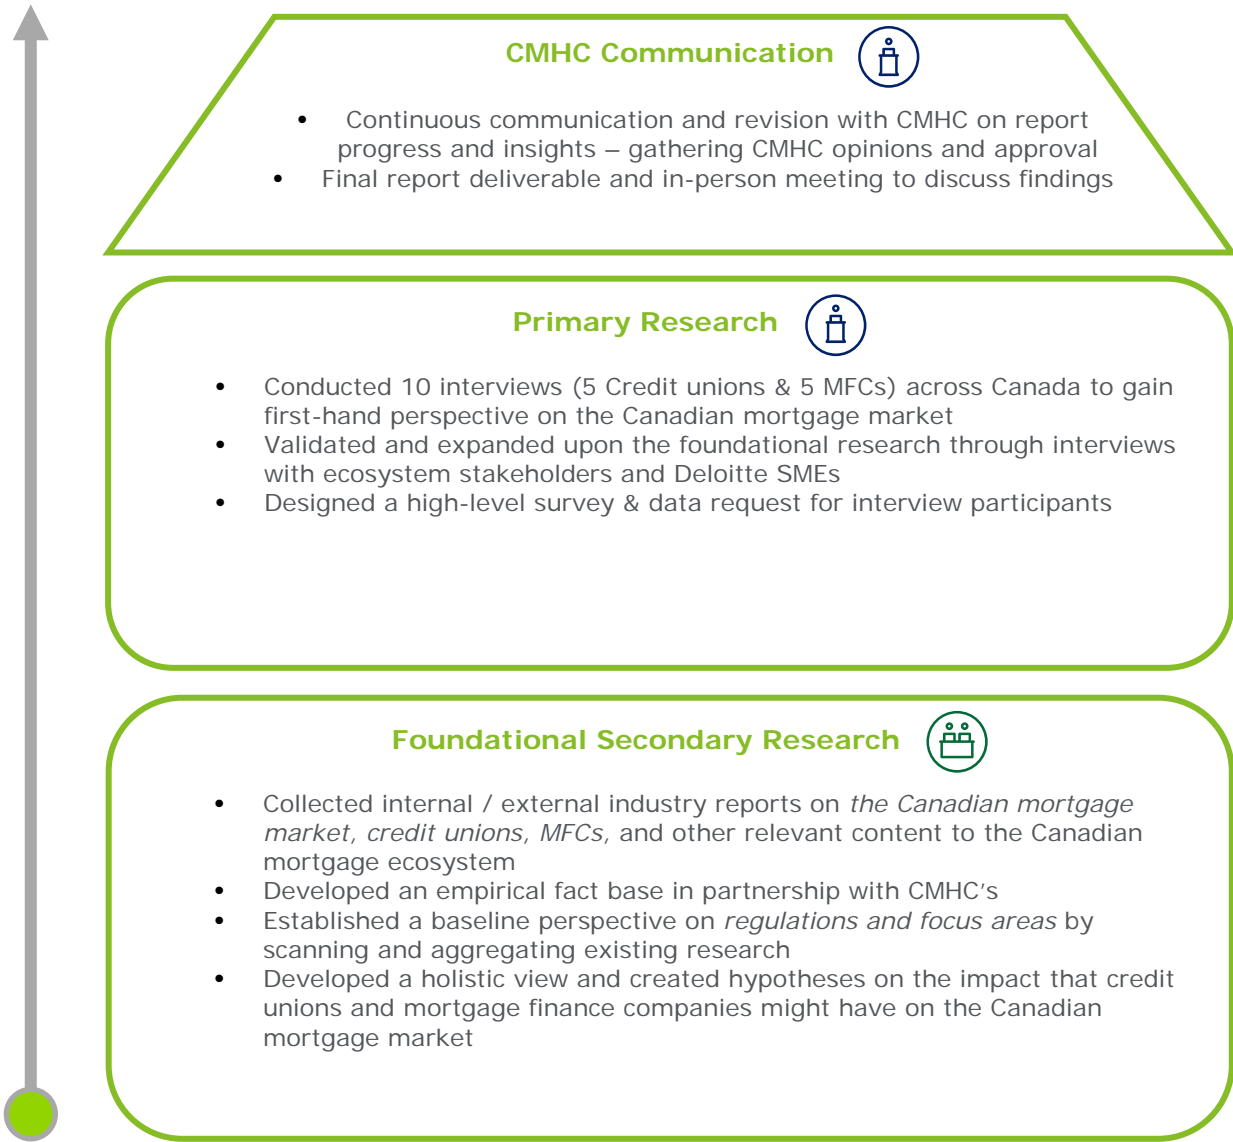 CMHC Communication
• Continuous communication and revision with CMHC on report
progress and insights – gathering CMHC opinions and approval
• Final report deliverable and in-person meeting to discuss findings
Primary Research
• Conducted 10 interviews (5 Credit unions & 5 MFCs) across Canada to gain
first-hand perspective on the Canadian mortgage market
• Validated and expanded upon the foundational research through interviews
with ecosystem stakeholders and Deloitte SMEs
• Designed a high-level survey & data request for interview participants
Foundational Secondary Research
• Collected internal / external industry reports on the Canadian mortgage
market, credit unions, MFCs, and other relevant content to the Canadian
mortgage ecosystem
• Developed an empirical fact base in partnership with CMHC’s
• Established a baseline perspective on regulations and focus areas by
scanning and aggregating existing research
• Developed a holistic view and created hypotheses on the impact that credit
unions and mortgage finance companies might have on the Canadian
mortgage market